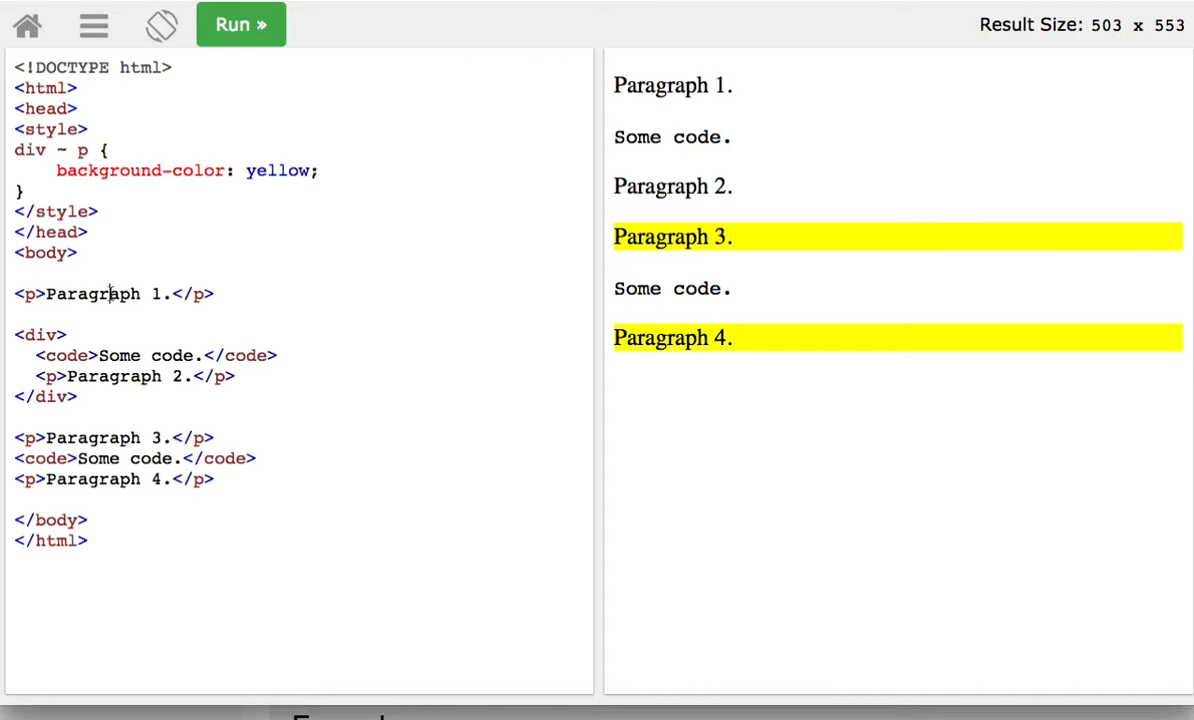 Run »
Result Size: 503 x 553
<!DOCTYPE html>
<html>
<head>
<style>
div ~ p {
    background-color: yellow;
}
</style>
</head>
<body>
<p>Paragraph 1.</p>
<div>
  <code>Some code.</code>
  <p>Paragraph 2.</p>
</div>
<p>Paragraph 3.</p>
<code>Some code.</code>
<p>Paragraph 4.</p>
</body>
</html>
Paragraph 1.
Some code.
Paragraph 2.
Paragraph 3.
Some code.
Paragraph 4.